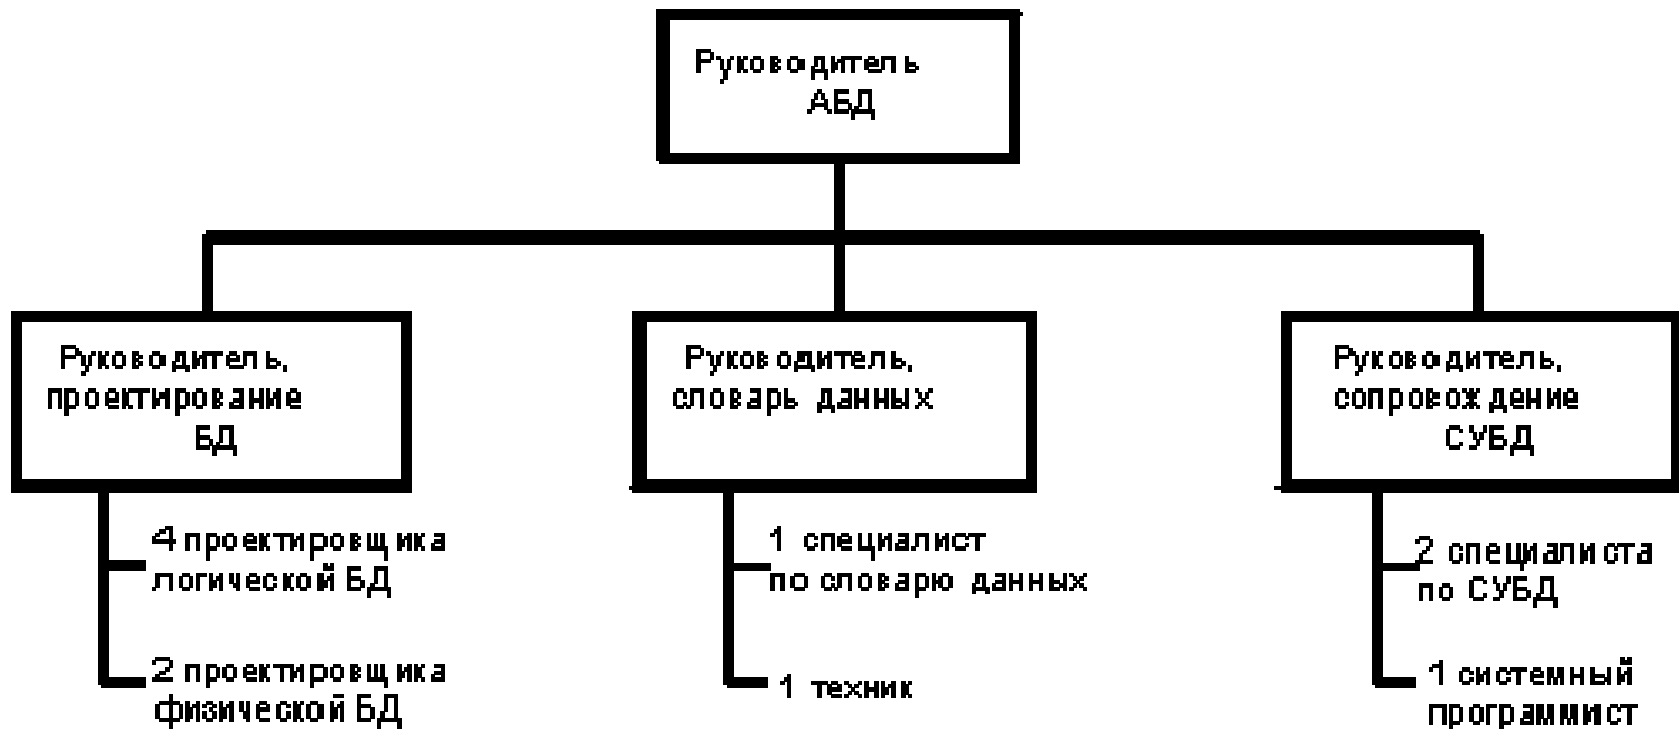 Руководитель
АБД
Руководитель,
проектирование
БД
Руководитель,
словарь данных
Руководитель,
сопровождение
СУБД
4 проектировщика
логической БД
2 проектировщика
физической БД
1 специалист
по словарю данных
1 техник
2 специалиста
по СУБД
1 системный
программист